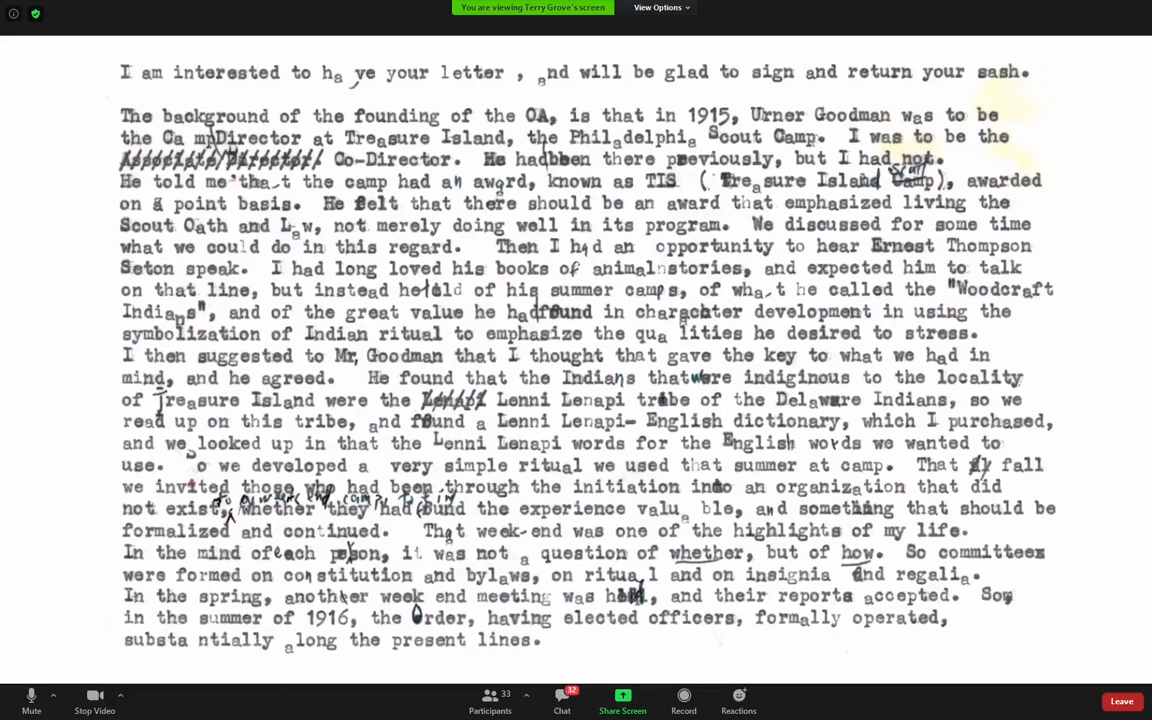 You are viewing Terry Grove's screen
View Options
I am interested to ha ve your letter , and will be glad to sign and return your sash.
The background of the founding of the OA, is that in 1915, Urner Goodman was to be
the Ca mpDirector at Treasure Island, the Philadelphia Scout Camp. I was to be the
Associate Director. Co-Director. He had been there previously, but I had not.
He told me that the camp had an award, known as TIS ( Treasure Island Scout Camp), awarded
on a point basis. He felt that there should be an award that emphasized living the
Scout Oath and Law, not merely doing well in its program. We discussed for some time
what we could do in this regard. Then I had an opportunity to hear Ernest Thompson
Seton speak. I had long loved his books of animal stories, and expected him to talk
on that line, but instead he told of his summer camps, of what he called the "Woodcraft
Indians", and of the great value he had found in character development in using the
symbolization of Indian ritual to emphasize the qua lities he desired to stress.
I then suggested to Mr, Goodman that I thought that gave the key to what we had in
mind, and he agreed. He found that the Indians that were indiginous to the locality
of Treasure Island were the Lenapi Lenni Lenapi tribe of the Delaware Indians, so we
read up on this tribe, and found a Lenni Lenapi- English dictionary, which I purchased,
and we looked up in that the Lenni Lenapi words for the English words we wanted to
use. So we developed a very simple ritual we used that summer at camp. That fall
we invited those who had been through the initiation into an organization that did
not exist, whether they had found the experience valua ble, and something that should be
formalized and continued. That week-end was one of the highlights of my life.
In the mind of each person, it was not a question of whether, but of how. So committees
were formed on constitution and bylaws, on ritual and on insignia and regalia.
In the spring, another week end meeting was held, and their reports accepted. So,
in the summer of 1916, the Order, having elected officers, formally operated,
substa ntially along the present lines.
Mute
Stop Video
33
Participants
32
Chat
Share Screen
Record
Reactions
Leave